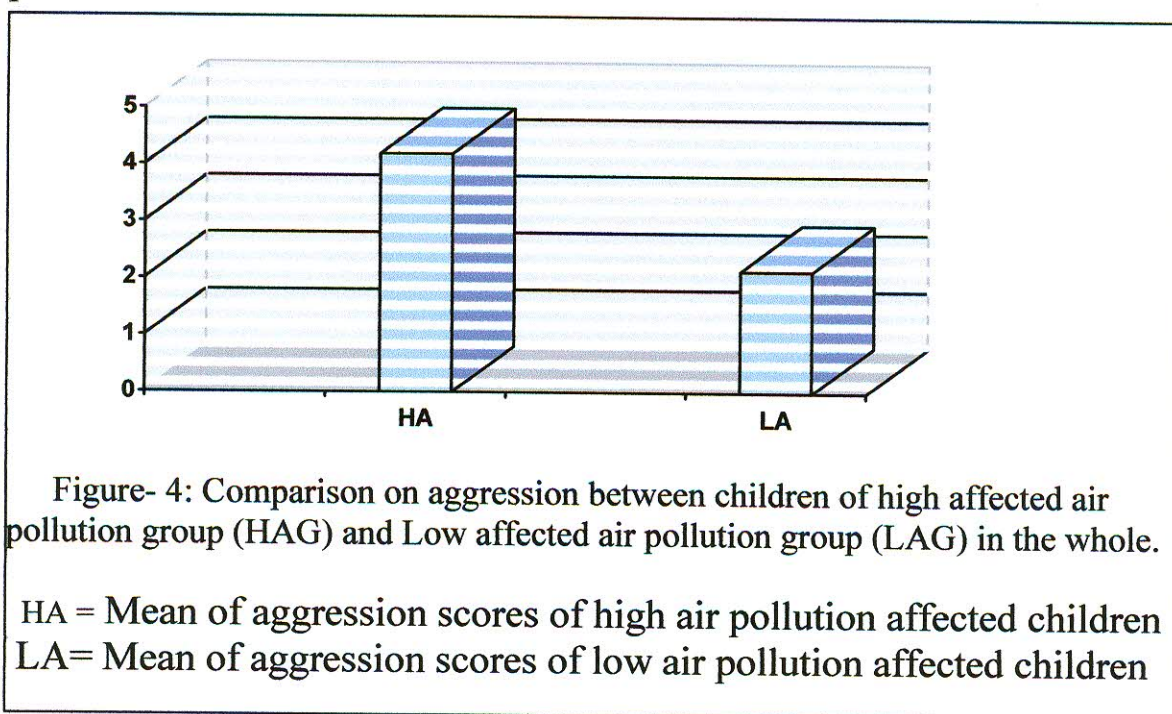 5
4
3
2
1
0
HA LA
Figure- 4: Comparison on aggression between children of high affected air
pollution group (HAG) and Low affected air pollution group (LAG) in the whole.
HA = Mean of aggression scores of high air pollution affected children
LA= Mean of aggression scores of low air pollution affected children